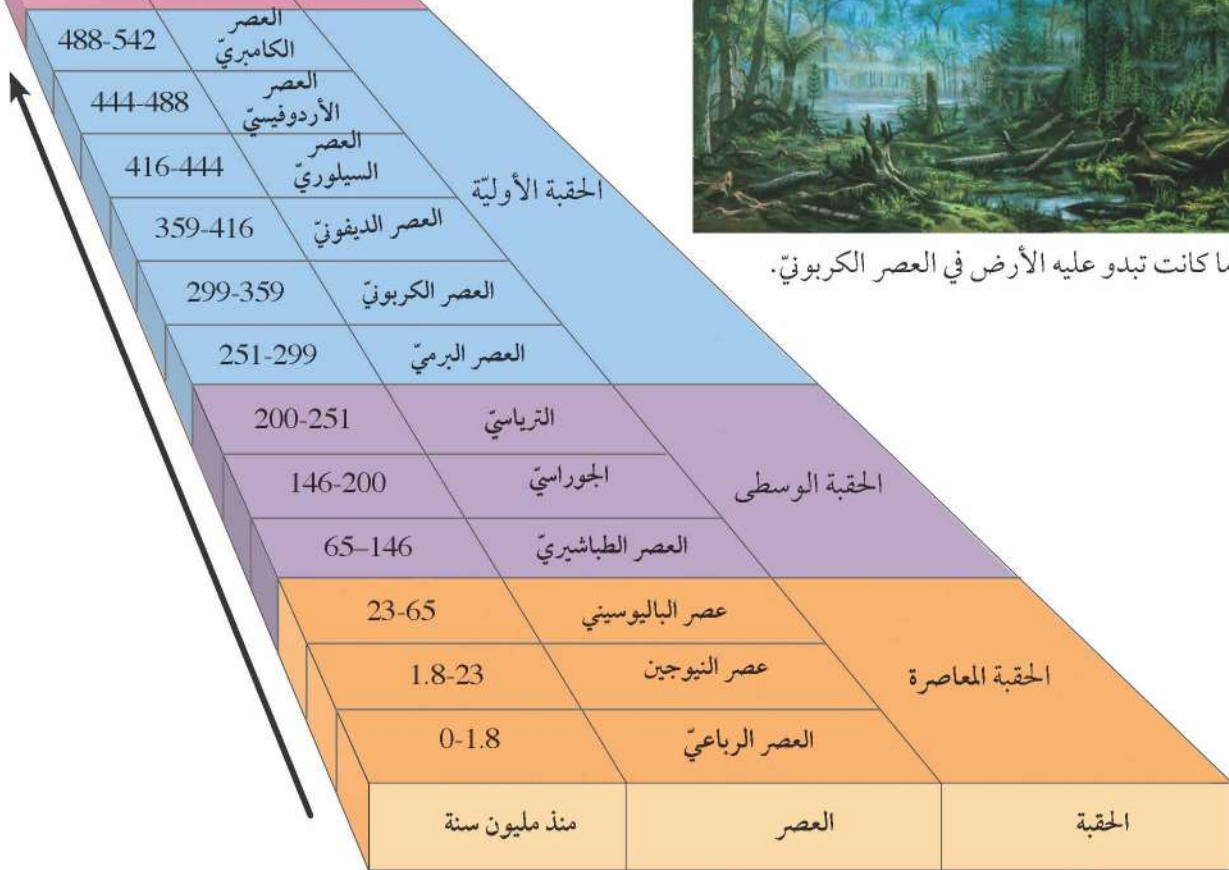 العصر
الكامبريّ
488-542
العصر
الأردوفيسيّ
444-488
العصر
السيلوريّ
416-444
الحقبة الأوليّة
العصر الديفونيّ
359-416
ما كانت تبدو عليه الأرض في العصر الكربونيّ.
العصر الكربونيّ
299-359
العصر البرميّ
251-299
الترياسيّ
200-251
الحقبة الوسطى
الجوراسيّ
146-200
العصر الطباشيريّ
65–146
عصر الباليوسيني
23-65
الحقبة المعاصرة
عصر النيوجين
1.8-23
العصر الرباعيّ
0-1.8
الحقبة
العصر
منذ مليون سنة